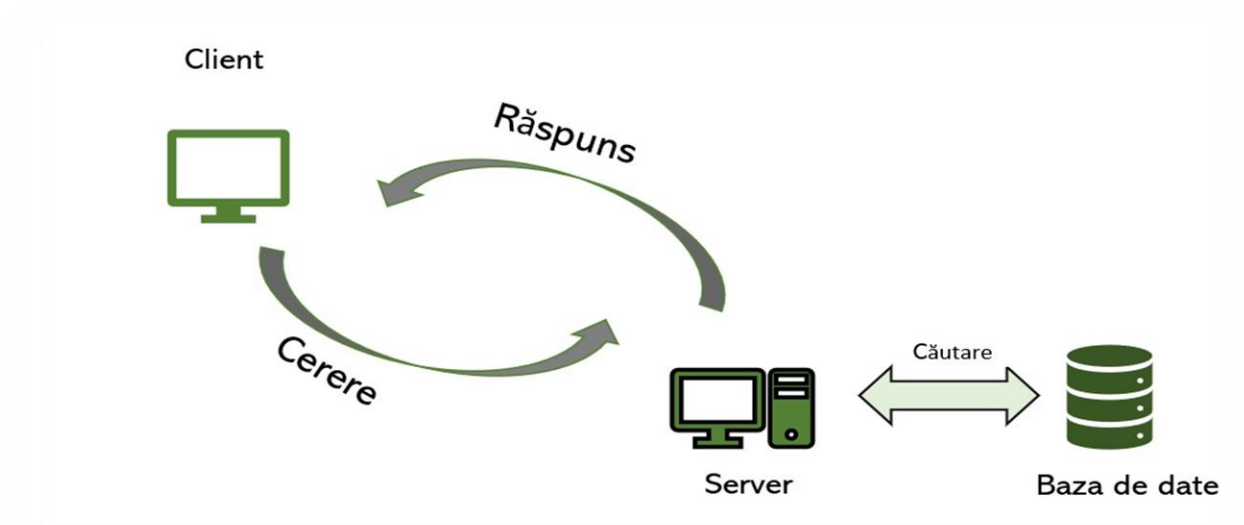 Client
Răspuns
Cerere
Căutare
Server
Baza de date